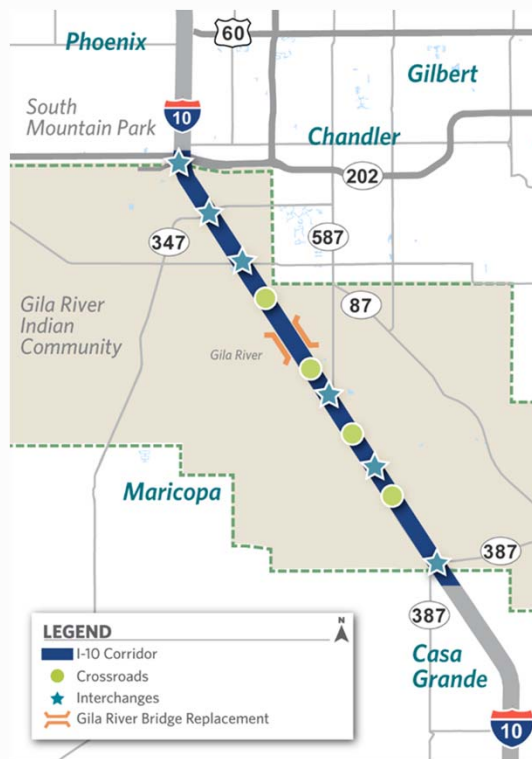 Phoenix
60
Gilbert
South
Mountain Park
10
Chandler
202
347
587
Gila River
Indian
Community
87
Gila River
Maricopa
387
387
LEGEND
N
I-10 Corridor
Crossroads
Interchanges
Gila River Bridge Replacement
Casa
Grande
10